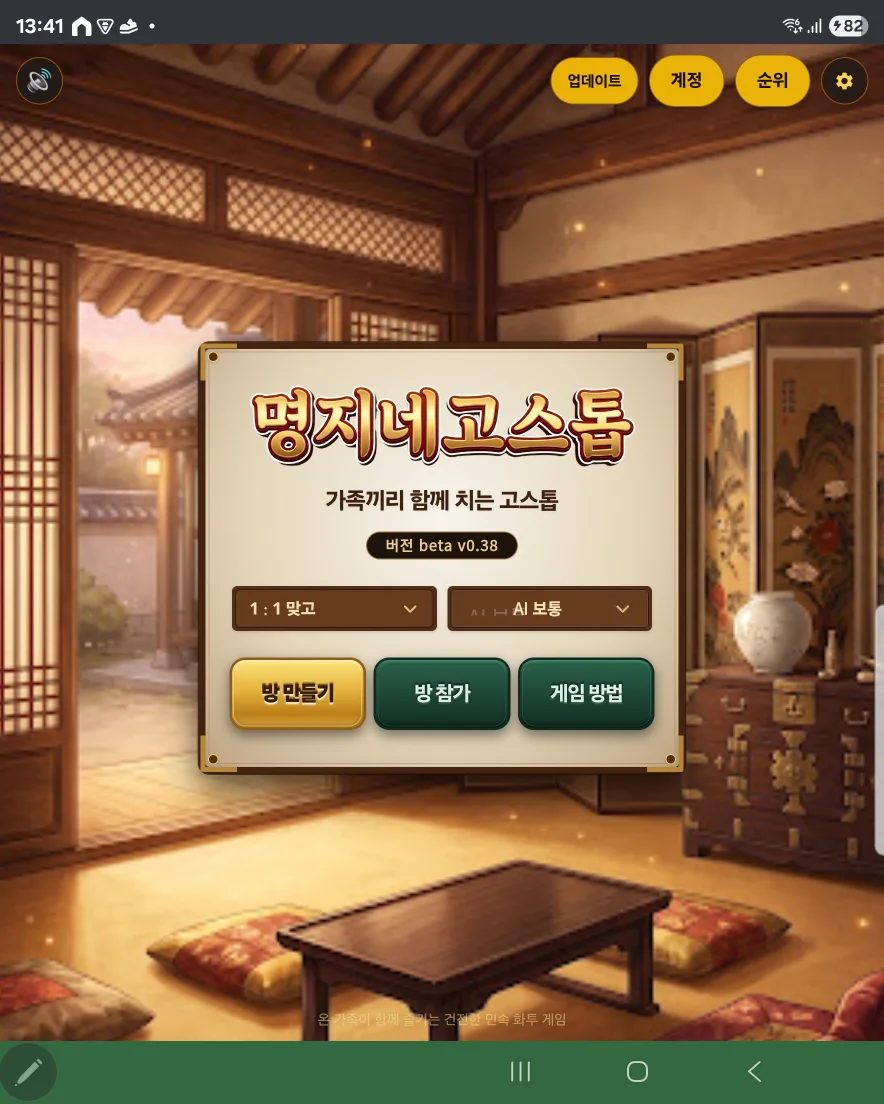 13:41
82
업데이트
계정
순위
명지네고스톱
가족끼리 함께 치는 고스톱
버전 beta v0.38
1 : 1 맞고
AI 보통
방 만들기
방 참가
게임 방법
온 가족이 함께 즐기는 건전한 민속 화투 게임